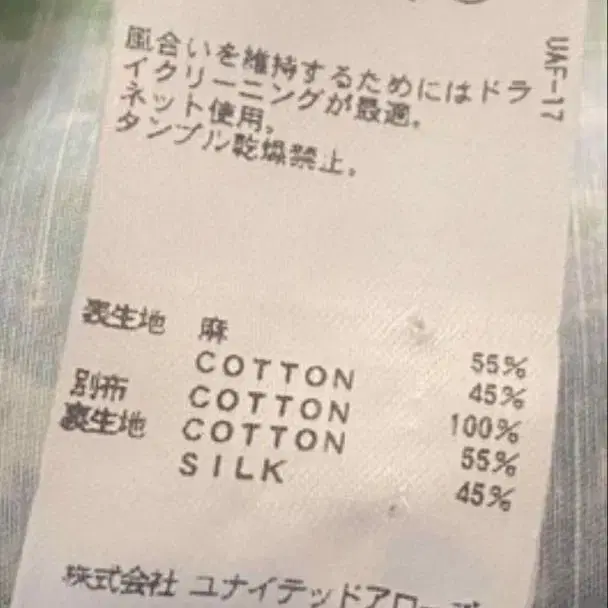 風合いを維持するためにはドラ
イクリーニングが最適。
ネット使用。
タンブル乾燥禁止。
UAF-17
表生地 麻 55%
COTTON 45%
別布 COTTON 100%
裏生地 COTTON 55%
SILK 45%
株式会社 ユナイテッドアローズ